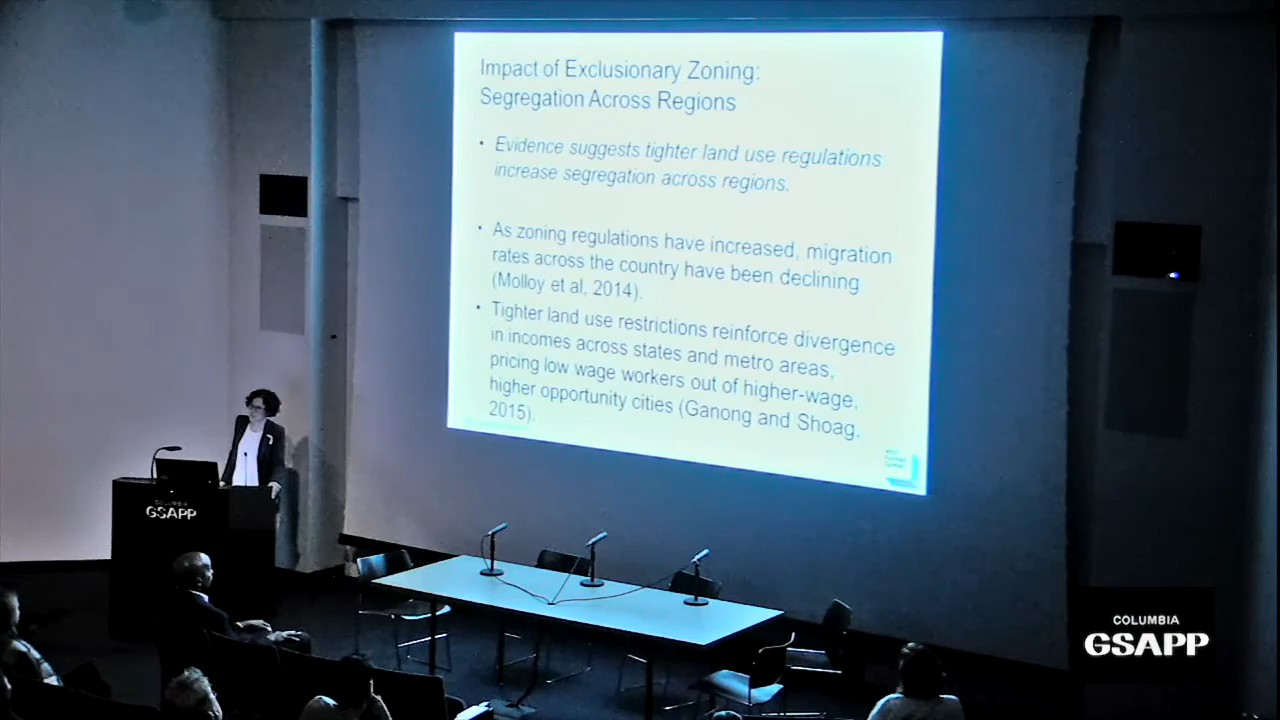 Impact of Exclusionary Zoning:
Segregation Across Regions
• Evidence suggests tighter land use regulations
increase segregation across regions.
• As zoning regulations have increased, migration
rates across the country have been declining
(Molloy et al, 2014).
• Tighter land use restrictions reinforce divergence
in incomes across states and metro areas,
pricing low wage workers out of higher-wage,
higher opportunity cities (Ganong and Shoag,
2015).
COLUMBIA
GSAPP
COLUMBIA
GSAPP